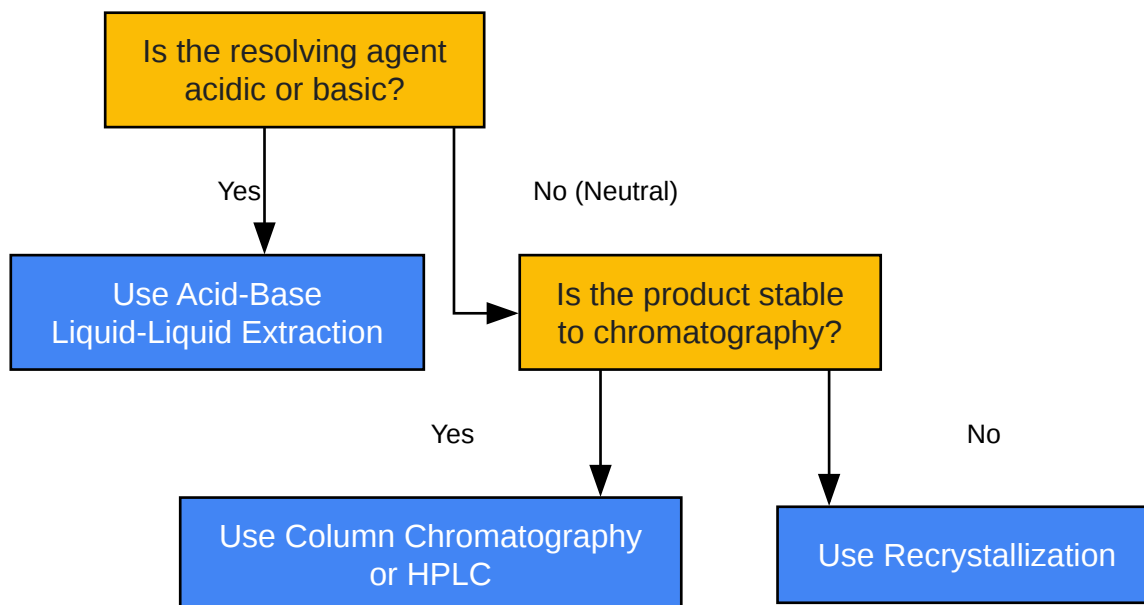 Is the resolving agent
acidic or basic?
Yes
No (Neutral)
Use Acid-Base
Liquid-Liquid Extraction
Is the product stable
to chromatography?
Yes
No
Use Column Chromatography
or HPLC
Use Recrystallization